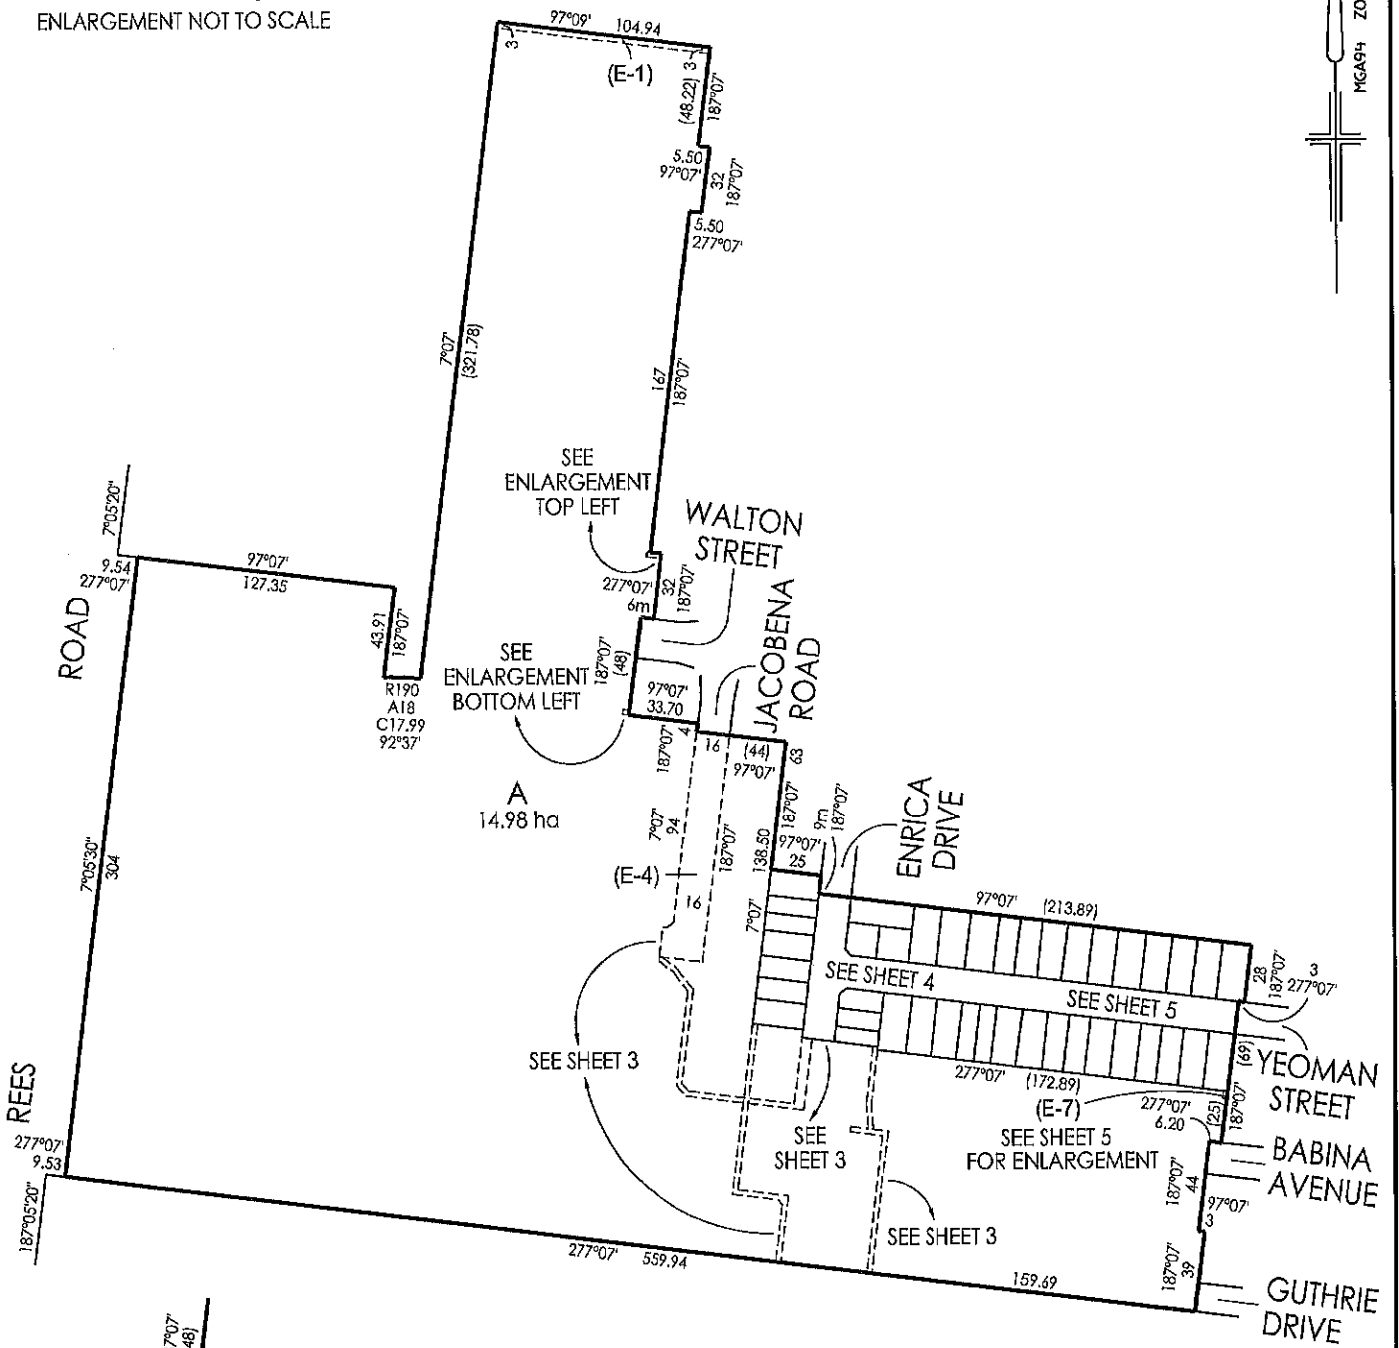 ENLARGEMENT NOT TO SCALE
MGA94 ZO
97°09' 104.94
3
3
(E-1)
(48.22)
187°07'
5.50
97°07'
32
187°07'
5.50
277°07'
7°07'
(321.78)
167
187°07'
SEE
ENLARGEMENT
TOP LEFT
WALTON
STREET
7°05'20"
9.54
277°07'
97°07'
127.35
277°07'
6m
32
187°07'
ROAD
43.91
187°07'
SEE
ENLARGEMENT
BOTTOM LEFT
187°07'
(48)
JACOBENA
ROAD
R190
A18
C17.99
92°37'
97°07'
33.70
187°07'
4
16
(44)
97°07'
63
187°07'
A
14.98 ha
7°07'
94
187°07'
138.50
97°07'
25
9m
187°07'
ENRICA
DRIVE
7°05'30"
304
(E-4)
16
7°07'
97°07' (213.89)
SEE SHEET 4
SEE SHEET 5
28
187°07'
3
277°07'
SEE SHEET 3
(69)
YEOMAN
STREET
277°07' (172.89)
(E-7)
SEE SHEET 5
FOR ENLARGEMENT
277°07'
6.20
(25)
187°07'
REES
SEE
SHEET 3
BABINA
AVENUE
277°07'
9.53
187°07'
44
97°07'
3
187°05'20"
SEE SHEET 3
277°07' 559.94
159.69
187°07'
39
GUTHRIE
DRIVE
7°07'
48)